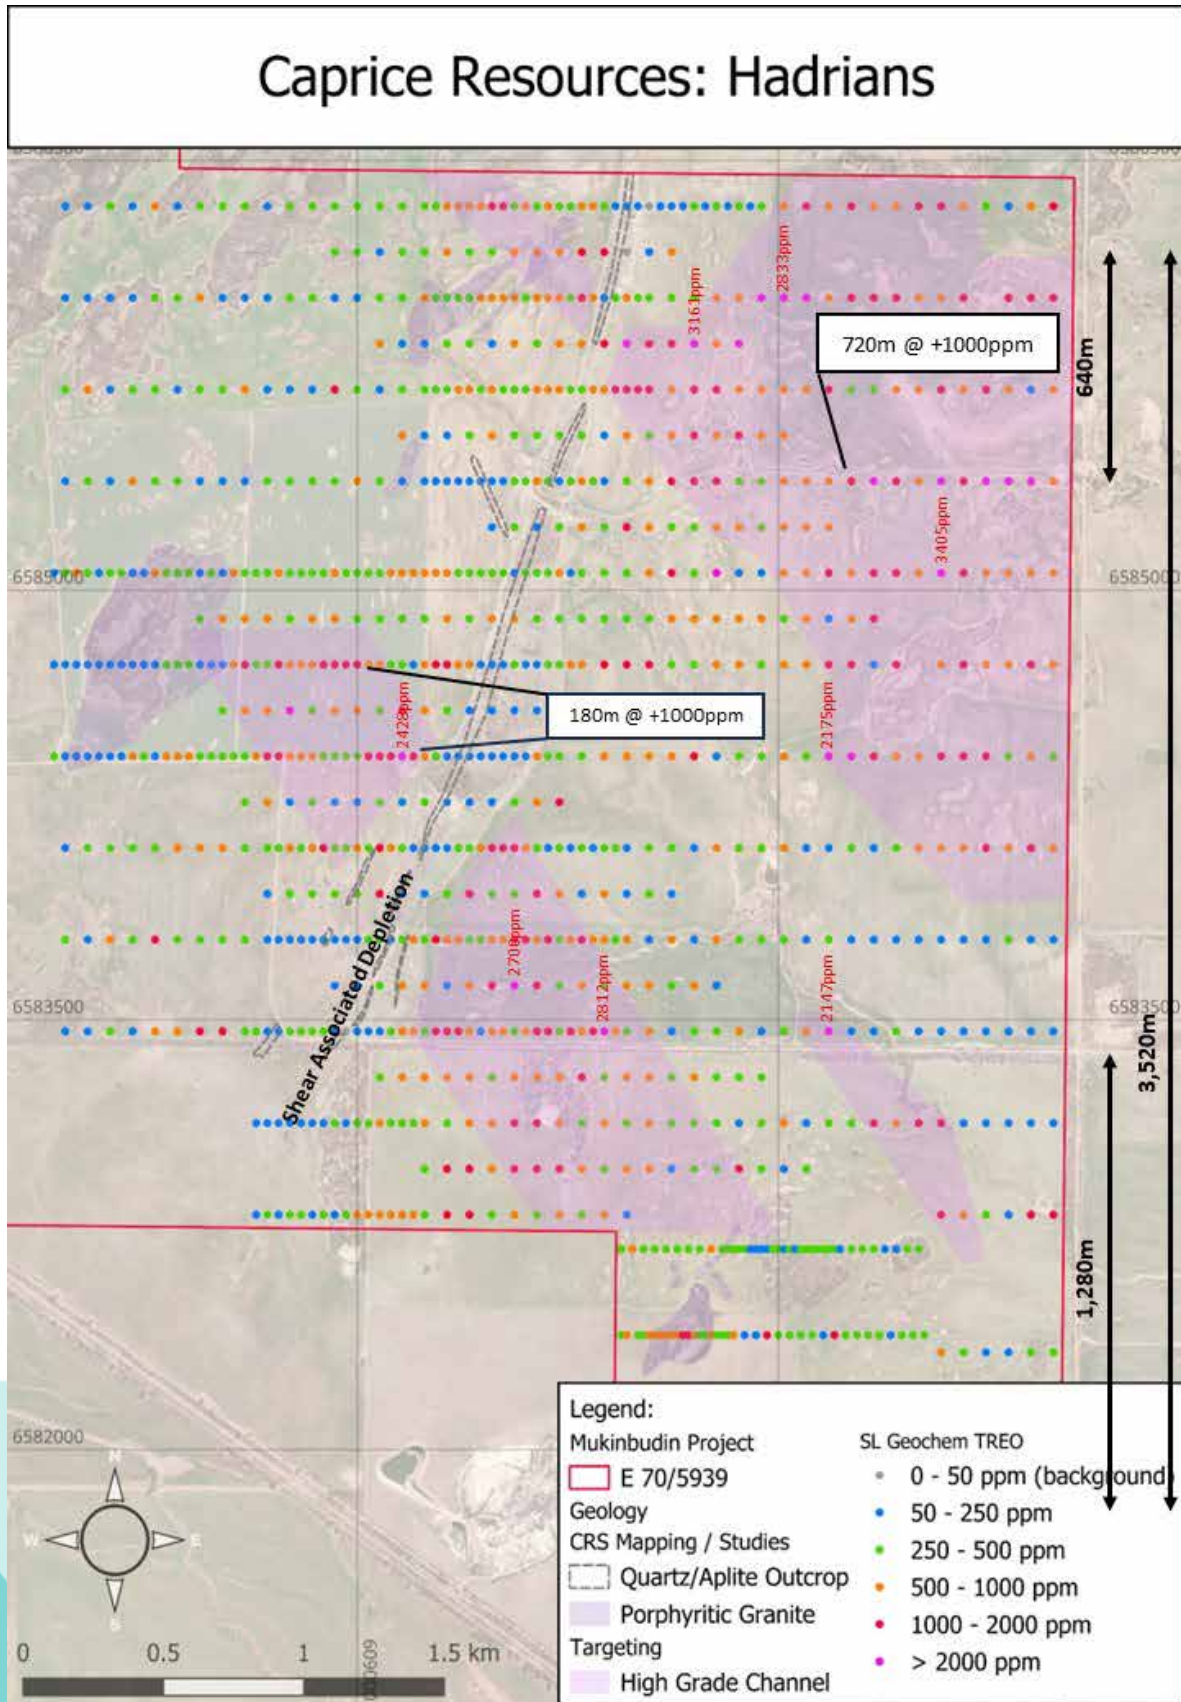 Caprice Resources: Hadrians
2833ppm
3161ppm
720m @ +1000ppm
640m
3405ppm
6585000
6585000
2428ppm
180m @ +1000ppm
2175ppm
Shear Associated Depletion
2708ppm
2812ppm
2147ppm
6583500
6583500
3,520m
1,280m
6582000
N
W
E
S
0
0.5
1
1.5 km
Legend:
Mukinbudin Project
E 70/5939
Geology
CRS Mapping / Studies
Quartz/Aplite Outcrop
Porphyritic Granite
Targeting
High Grade Channel
SL Geochem TREO
0 - 50 ppm (background)
50 - 250 ppm
250 - 500 ppm
500 - 1000 ppm
1000 - 2000 ppm
> 2000 ppm